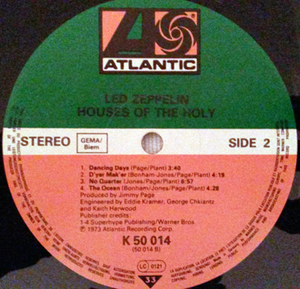 ATLANTIC
LED ZEPPELIN
HOUSES OF THE HOLY
STEREO
GEMA/
Biem
SIDE 2
1. Dancing Days (Page/Plant) 3:40
2. D'yer Mak'er (Bonham-Jones/Page/Plant) 4:19
3. No Quarter (Jones/Page/Plant) 6:57
4. The Ocean (Bonham/Jones/Page/Plant) 4:28
Produced by Jimmy Page
Engineered by Eddie Kramer, George Chkiantz
and Keith Harwood
Publisher credits:
1-4 Superhype Publishing/Warner Bros.
℗ 1973 Atlantic Recording Corp.
K 50 014
(50 014 B)
LC 0121
33